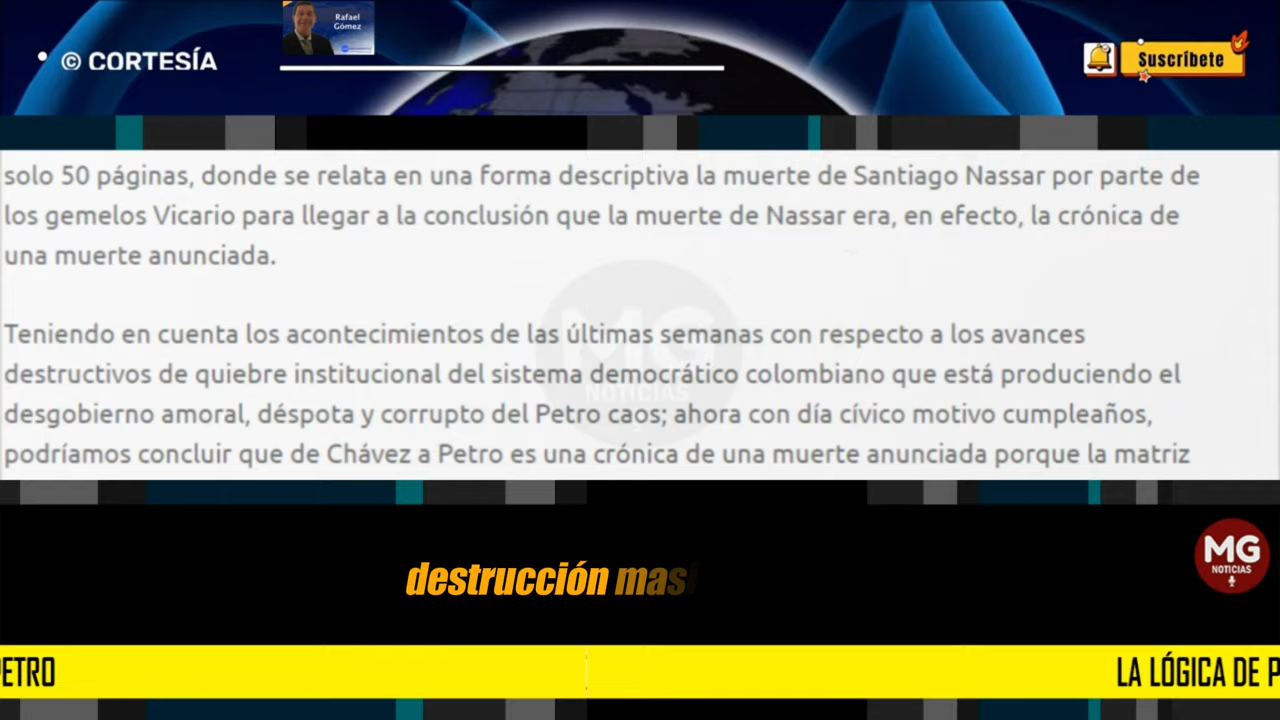 Rafael
Gómez
© CORTESÍA
Suscríbete
solo 50 páginas, donde se relata en una forma descriptiva la muerte de Santiago Nassar por parte de
los gemelos Vicario para llegar a la conclusión que la muerte de Nassar era, en efecto, la crónica de
una muerte anunciada.
Teniendo en cuenta los acontecimientos de las últimas semanas con respecto a los avances
destructivos de quiebre institucional del sistema democrático colombiano que está produciendo el
desgobierno amoral, déspota y corrupto del Petro caos; ahora con día cívico motivo cumpleaños,
podríamos concluir que de Chávez a Petro es una crónica de una muerte anunciada porque la matriz
MG
NOTICIAS
destrucción masi
MG
NOTICIAS
ETRO
LA LÓGICA DE P